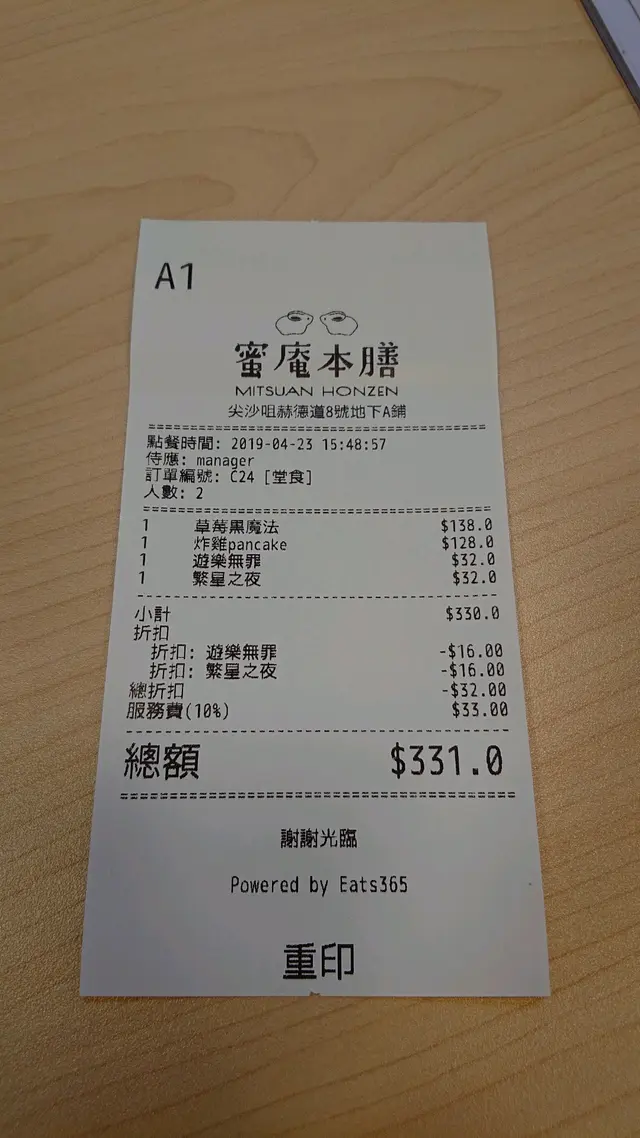 A1
蜜庵本膳
MITSUAN HONZEN
尖沙咀赫德道8號地下A鋪
點餐時間: 2019-04-23 15:48:57
侍應: manager
訂單編號: C24 [堂食]
人數: 2
1 草莓黑魔法 $138.0
1 炸雞pancake $128.0
1 遊樂無罪 $32.0
1 繁星之夜 $32.0
小計 $330.0
折扣
折扣: 遊樂無罪 -$16.00
折扣: 繁星之夜 -$16.00
總折扣 -$32.00
服務費(10%) $33.00
總額 $331.0
謝謝光臨
Powered by Eats365
重印